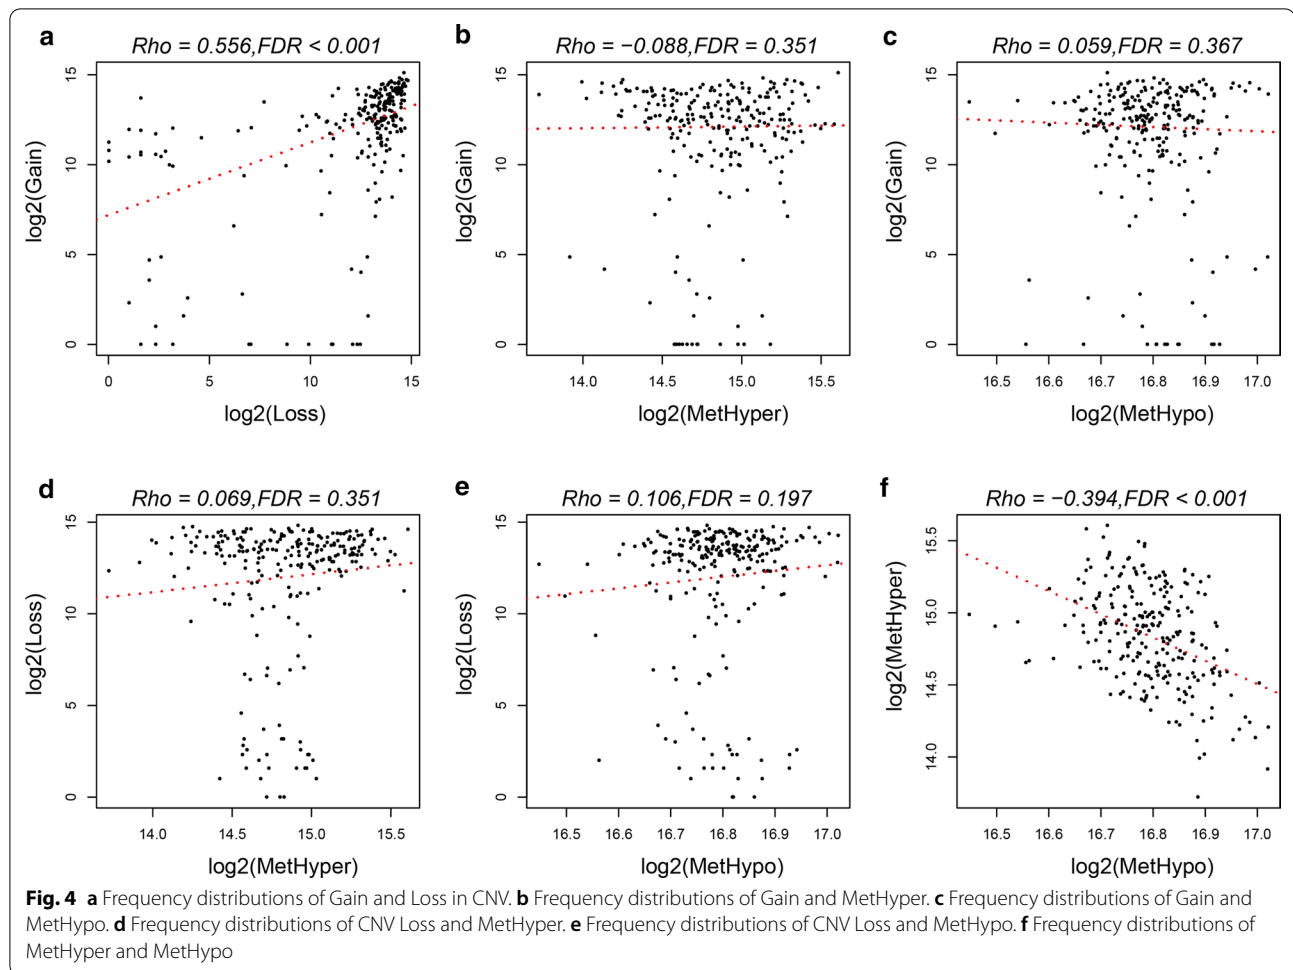 a
Rho = 0.556,FDR < 0.001
15
10
5
0
log2(Gain)
0 5 10 15
log2(Loss)
b
Rho = −0.088,FDR = 0.351
15
10
5
0
log2(Gain)
14.0 14.5 15.0 15.5
log2(MetHyper)
c
Rho = 0.059,FDR = 0.367
15
10
5
0
log2(Gain)
16.5 16.6 16.7 16.8 16.9 17.0
log2(MetHypo)
d
Rho = 0.069,FDR = 0.351
15
10
5
0
log2(Loss)
14.0 14.5 15.0 15.5
log2(MetHyper)
e
Rho = 0.106,FDR = 0.197
15
10
5
0
log2(Loss)
16.5 16.6 16.7 16.8 16.9 17.0
log2(MetHypo)
f
Rho = −0.394,FDR < 0.001
15.5
15.0
14.5
14.0
log2(MetHyper)
16.5 16.6 16.7 16.8 16.9 17.0
log2(MetHypo)
Fig. 4 a Frequency distributions of Gain and Loss in CNV. b Frequency distributions of Gain and MetHyper. c Frequency distributions of Gain and
MetHypo. d Frequency distributions of CNV Loss and MetHyper. e Frequency distributions of CNV Loss and MetHypo. f Frequency distributions of
MetHyper and MetHypo